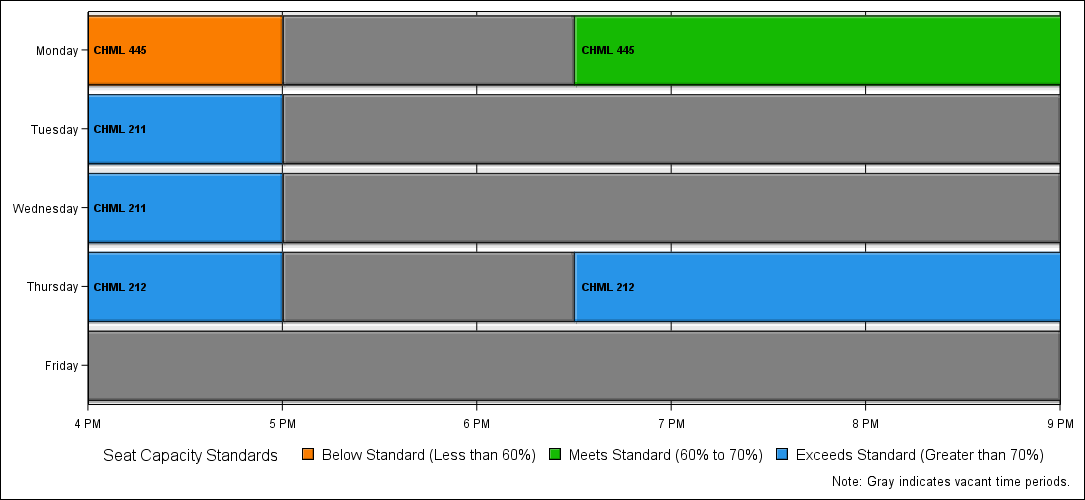 Monday
CHML 445
CHML 445
Tuesday
CHML 211
Wednesday
CHML 211
Thursday
CHML 212
CHML 212
Friday
4 PM 5 PM 6 PM 7 PM 8 PM 9 PM
Seat Capacity Standards Below Standard (Less than 60%) Meets Standard (60% to 70%) Exceeds Standard (Greater than 70%)
Note: Gray indicates vacant time periods.